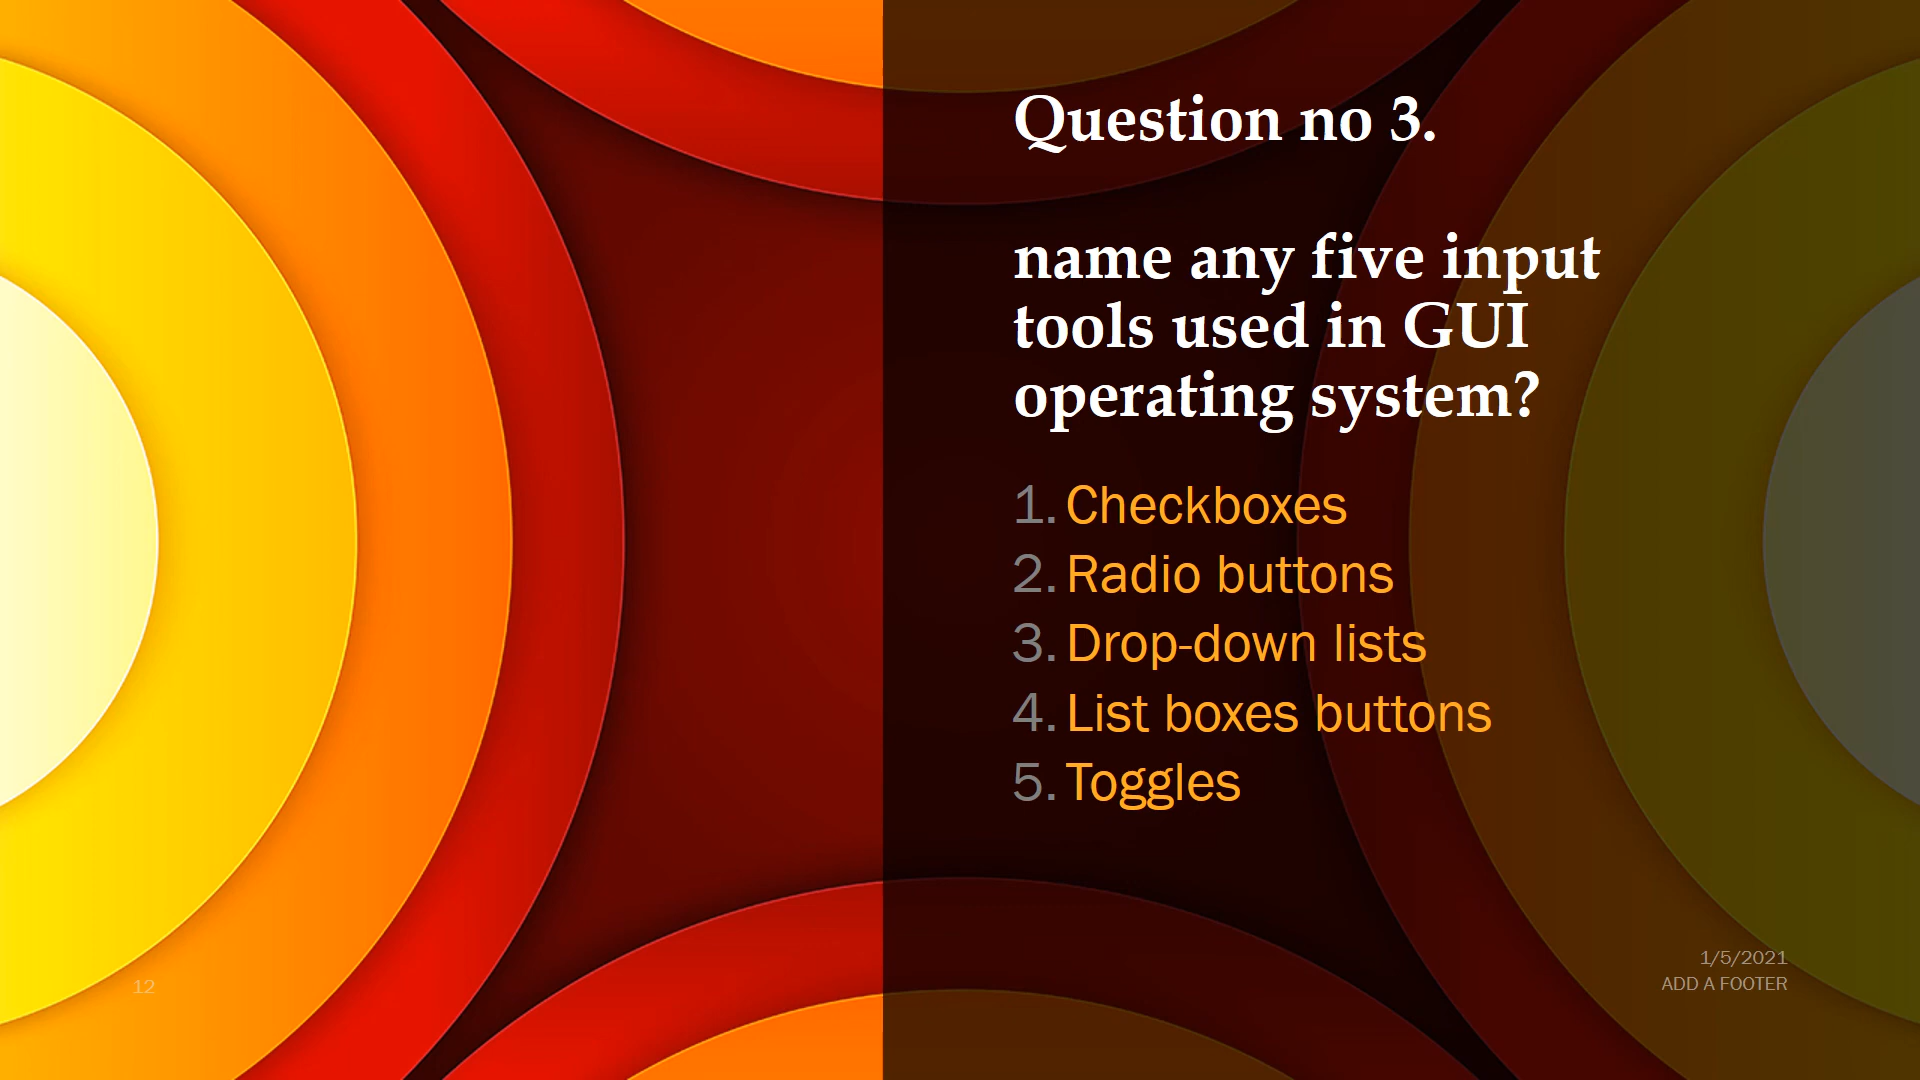 Question no 3.
name any five input
tools used in GUI
operating system?
1. Checkboxes
2. Radio buttons
3. Drop-down lists
4. List boxes buttons
5. Toggles
12
1/5/2021
ADD A FOOTER